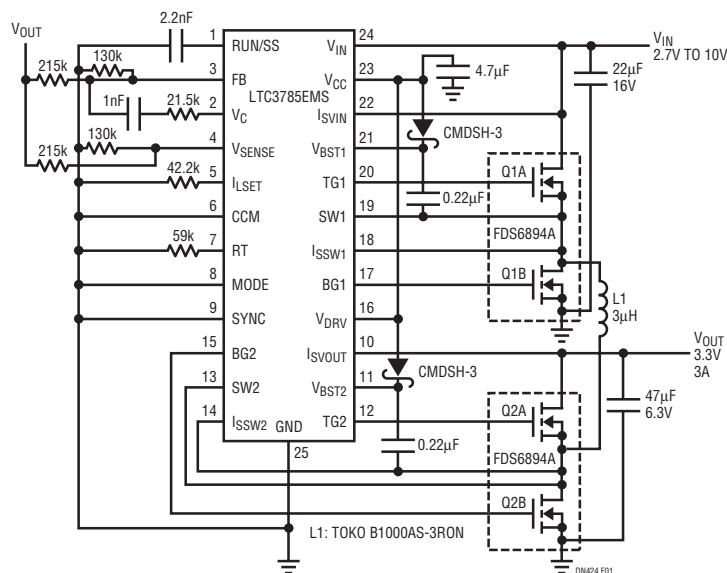 2.2nF
VOUT
215k
130k
1nF
21.5k
130k
215k
42.2k
59k
1
RUN/SS
3
FB
2
VC
4
VSENSE
5
ILSET
6
CCM
7
RT
8
MODE
9
SYNC
15
BG2
13
SW2
14
ISSW2
GND
25
LTC3785EMS
VIN
24
VCC
23
ISVIN
22
VBST1
21
TG1
20
SW1
19
ISSW1
18
BG1
17
VDRV
16
ISVOUT
10
VBST2
11
TG2
12
4.7µF
CMDSH-3
0.22µF
CMDSH-3
0.22µF
VIN
2.7V TO 10V
22µF
16V
Q1A
FDS6894A
Q1B
L1
3µH
VOUT
3.3V
3A
47µF
6.3V
Q2A
FDS6894A
Q2B
L1: TOKO B1000AS-3RON
DN424 F01